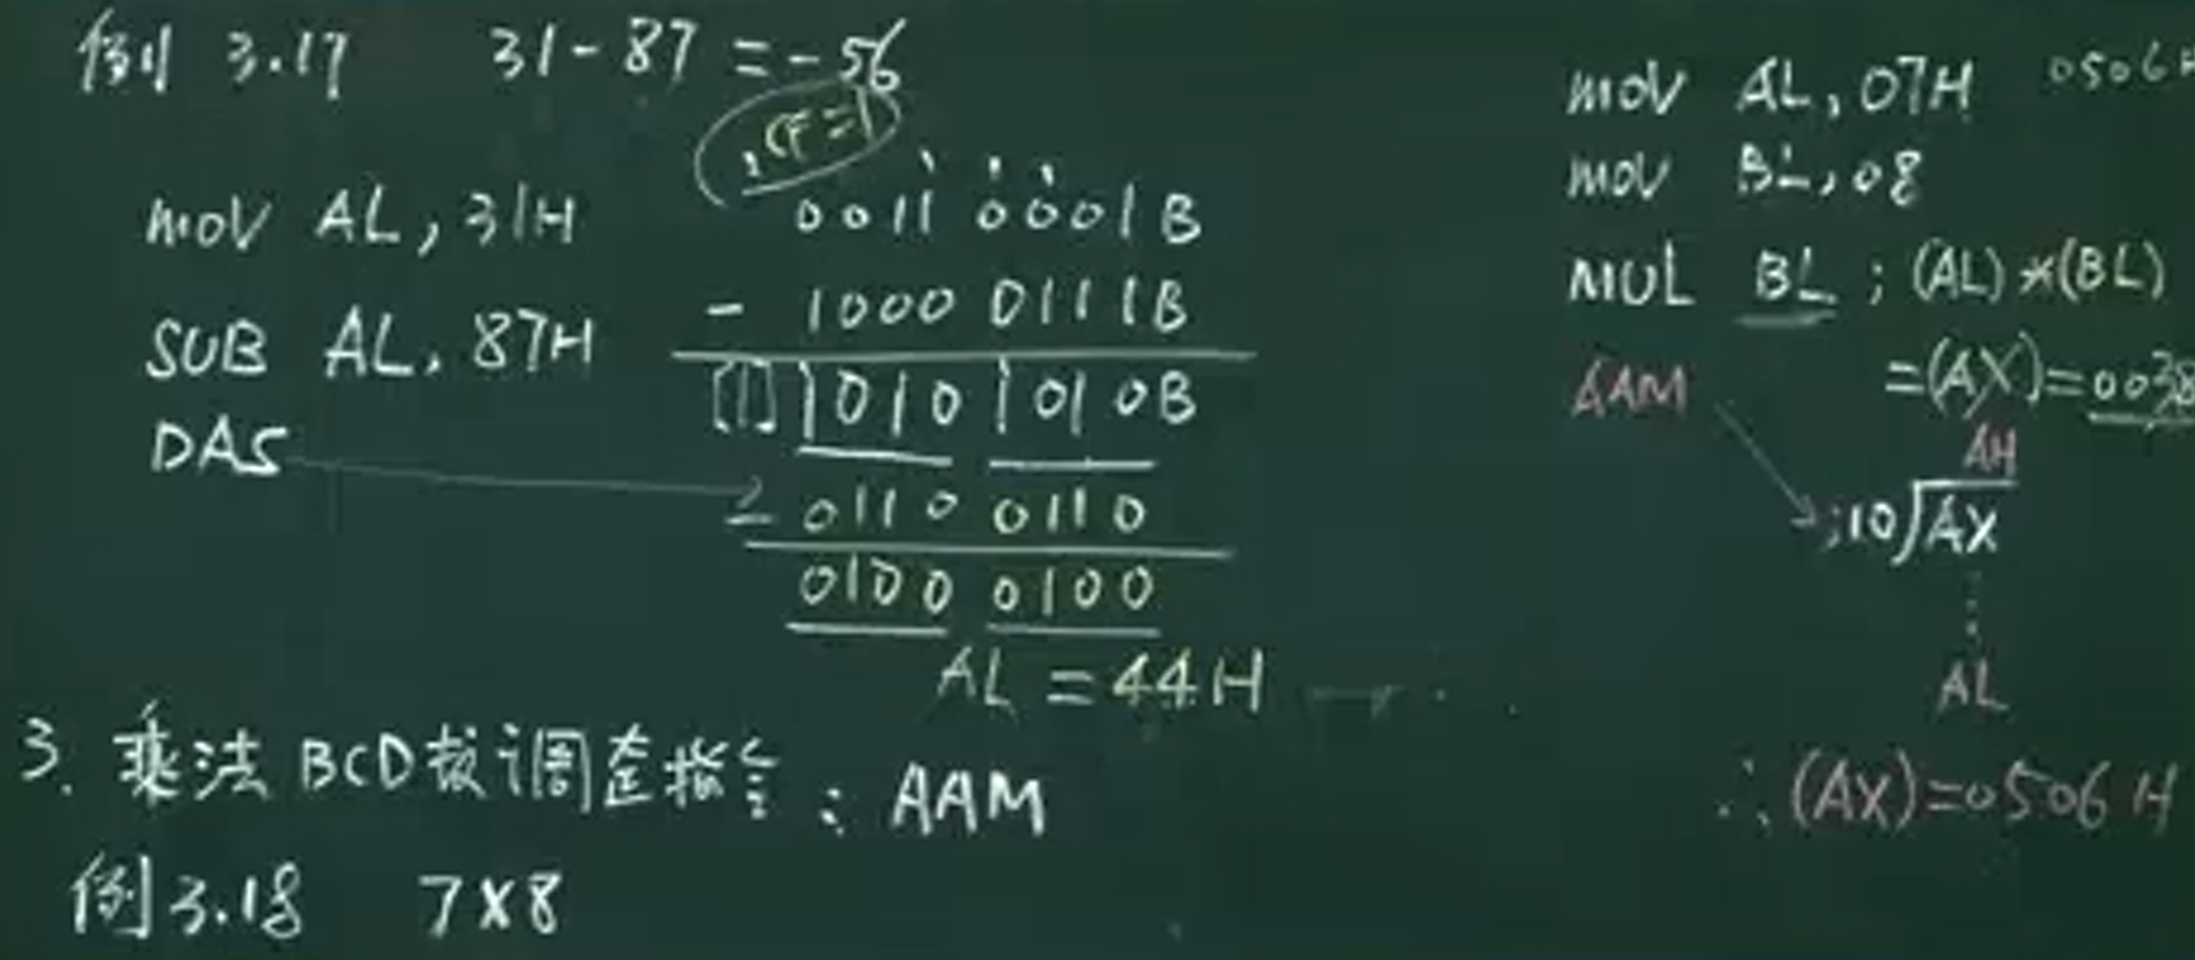 例 3.17 31-87 =-56
,CF=1
MOV AL, 31H
SUB AL, 87H
DAS
0011 0001B
- 1000 0111B
[1]1010 1010B
- 0110 0110
0100 0100
AL =44H
3. 乘法BCD码调整指令: AAM
例3.18 7X8
MOV AL, 07H 0506H
MOV BL, 08
MUL BL ; (AL)*(BL)
=(AX)=0038
AAM
AH
;10 AX
AL
∴(AX)=0506H